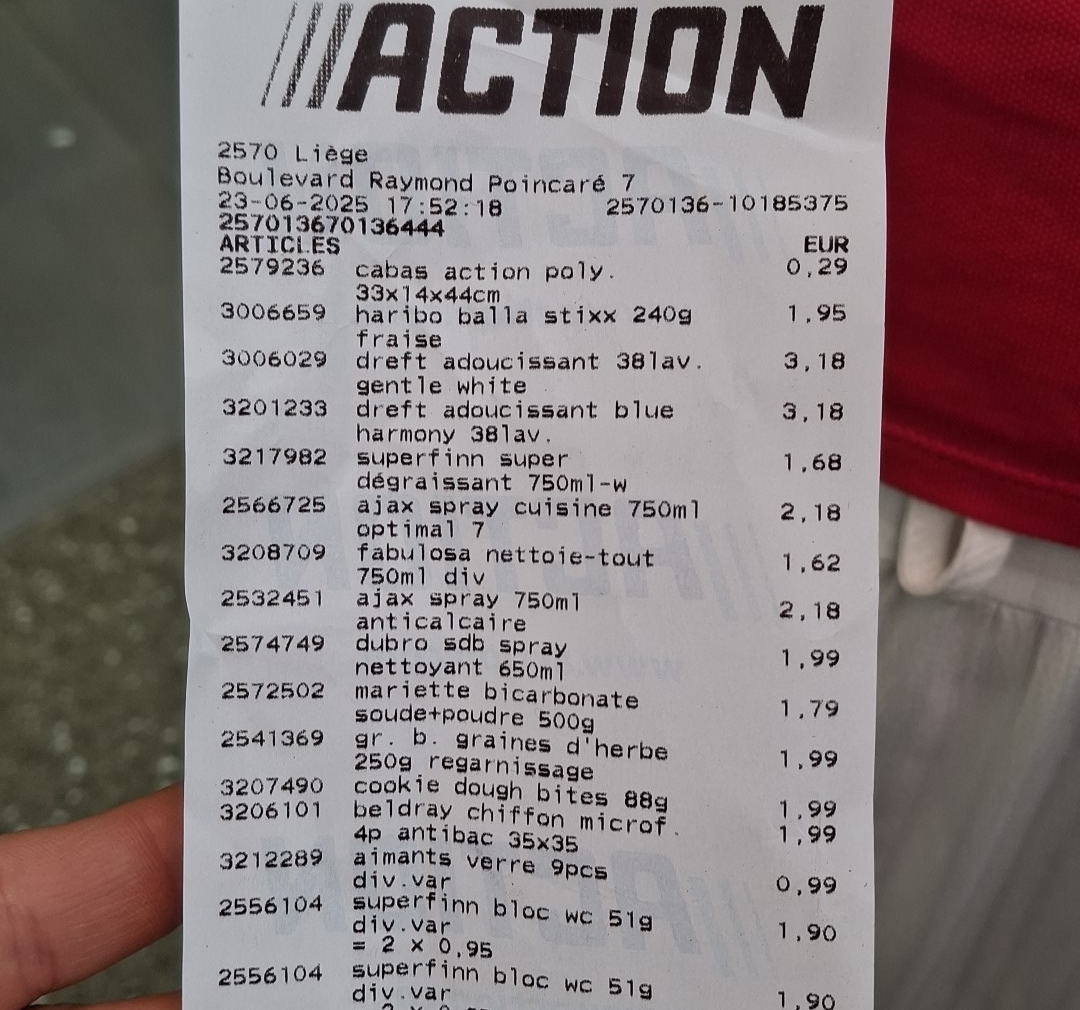 ACTION
2570 Liège
Boulevard Raymond Poincaré 7
23-06-2025 17:52:18 2570136-10185375
257013670136444
ARTICLES EUR
2579236 cabas action poly. 0,29
33x14x44cm
3006659 haribo balla stixx 240g 1,95
fraise
3006029 dreft adoucissant 38lav. 3,18
gentle white
3201233 dreft adoucissant blue 3,18
harmony 38lav.
3217982 superfinn super 1,68
dégraissant 750ml-w
2566725 ajax spray cuisine 750ml 2,18
optimal 7
3208709 fabulosa nettoie-tout 1,62
750ml div
2532451 ajax spray 750ml 2,18
anticalcaire
2574749 dubro sdb spray 1,99
nettoyant 650ml
2572502 mariette bicarbonate 1,79
soude+poudre 500g
2541369 gr. b. graines d'herbe 1,99
250g regarnissage
3207490 cookie dough bites 88g 1,99
3206101 beldray chiffon microf. 1,99
4p antibac 35x35
3212289 aimants verre 9pcs 0,99
div.var
2556104 superfinn bloc wc 51g 1,90
div.var
= 2 x 0,95
2556104 superfinn bloc wc 51g 1,90
div.var